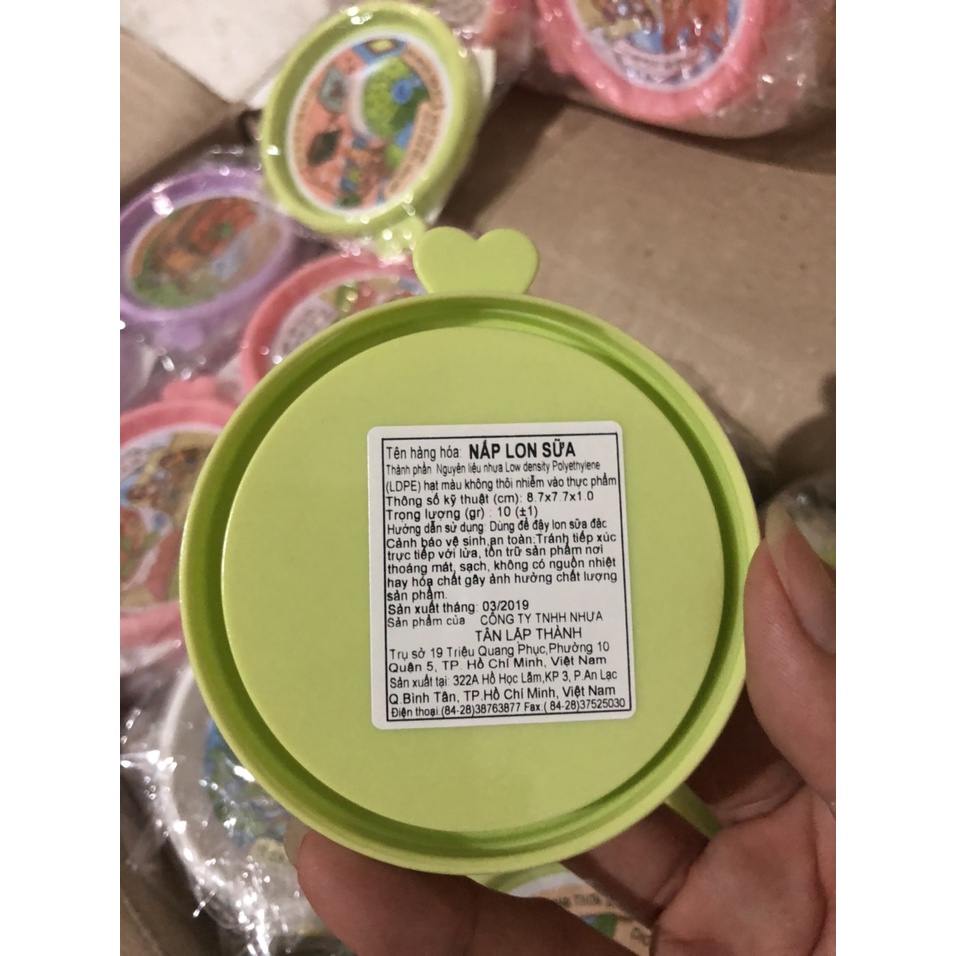 Tên hàng hóa: NẮP LON SỮA
Thành phần Nguyên liệu nhựa Low density Polyethylene
(LDPE) hạt màu không thôi nhiễm vào thực phẩm
Thông số kỹ thuật (cm): 8.7x7.7x1.0
Trọng lượng (gr) : 10 (±1)
Hướng dẫn sử dụng: Dùng để đậy lon sữa đặc
Cảnh báo vệ sinh,an toàn:Tránh tiếp xúc
trực tiếp với lửa, tồn trữ sản phẩm nơi
thoáng mát, sạch, không có nguồn nhiệt
hay hóa chất gây ảnh hưởng chất lượng
sản phẩm.
Sản xuất tháng: 03/2019
Sản phẩm của CÔNG TY TNHH NHỰA
TÂN LẬP THÀNH
Trụ sở 19 Triệu Quang Phục,Phường 10
Quận 5, TP. Hồ Chí Minh, Việt Nam
Sản xuất tại: 322A Hồ Học Lãm,KP 3, P.An Lạc
Q.Bình Tân, TP.Hồ Chí Minh, Việt Nam
Điện thoại:(84-28)38763877 Fax:( 84-28)37525030